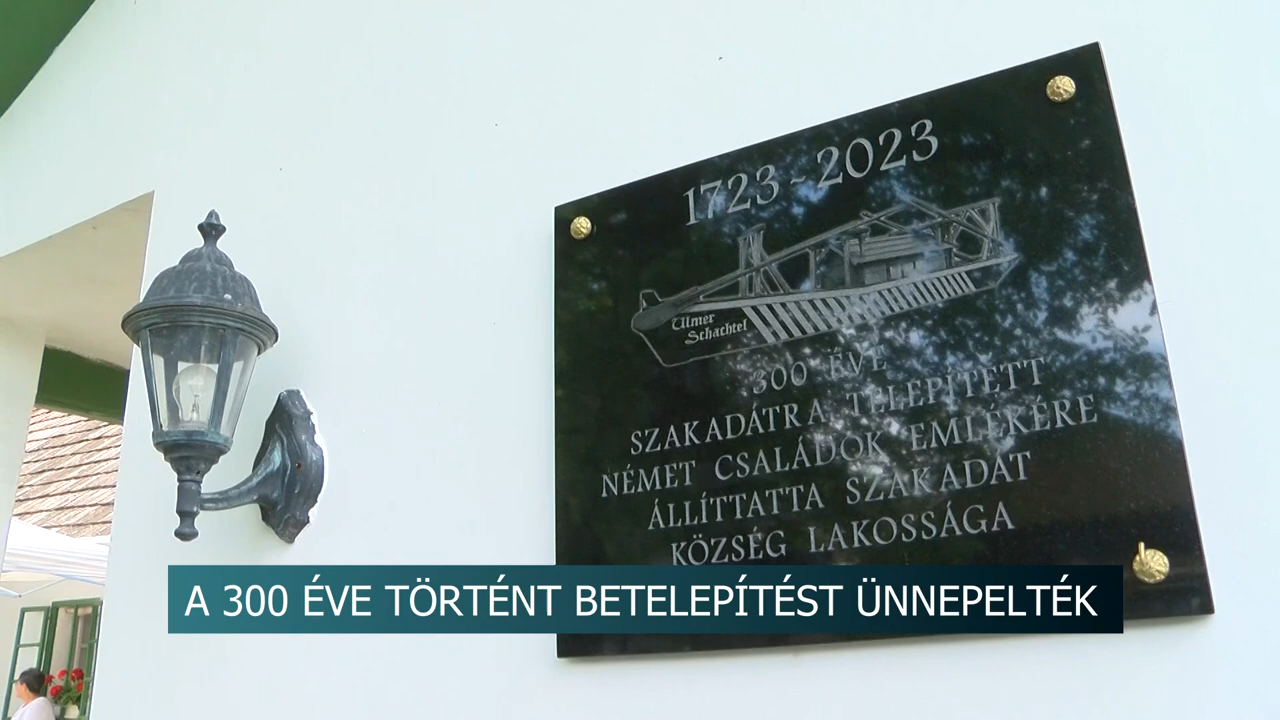 1723 - 2023
Ulmer
Schachtel
300 ÉVE
SZAKADÁTRA TELEPÍTETT
NÉMET CSALÁDOK EMLÉKÉRE
ÁLLÍTTATTA SZAKADÁT
KÖZSÉG LAKOSSÁGA
A 300 ÉVE TÖRTÉNT BETELEPÍTÉST ÜNNEPELTÉK